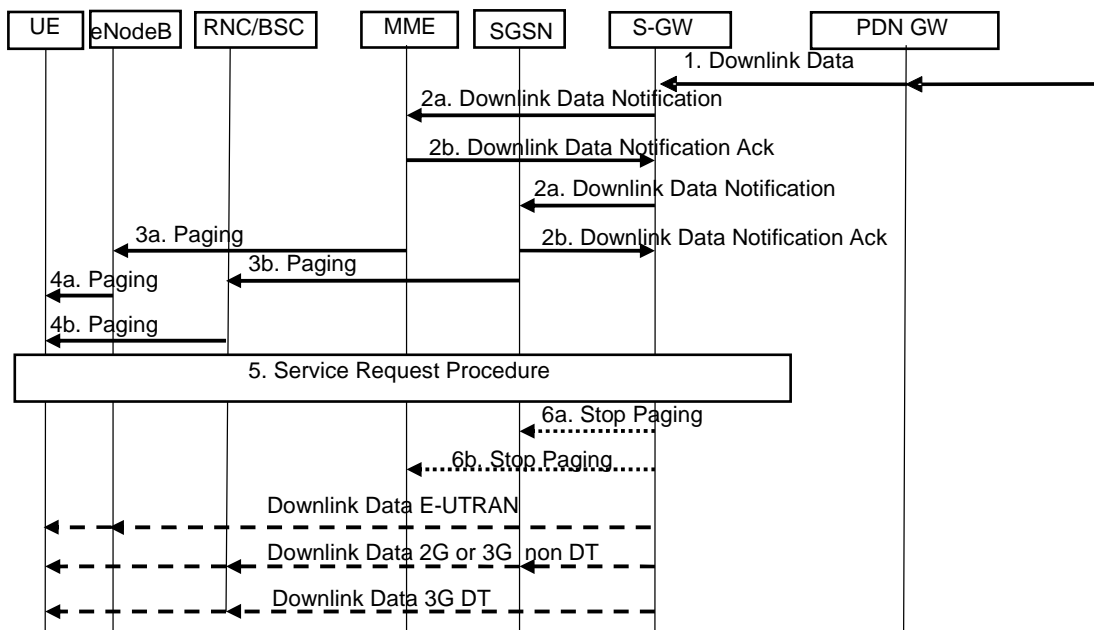 UE eNodeB RNC/BSC MME SGSN S-GW PDN GW
1. Downlink Data
2a. Downlink Data Notification
2b. Downlink Data Notification Ack
2a. Downlink Data Notification
3a. Paging
2b. Downlink Data Notification Ack
3b. Paging
4a. Paging
4b. Paging
5. Service Request Procedure
6a. Stop Paging
6b. Stop Paging
Downlink Data E-UTRAN
Downlink Data 2G or 3G non DT
Downlink Data 3G DT